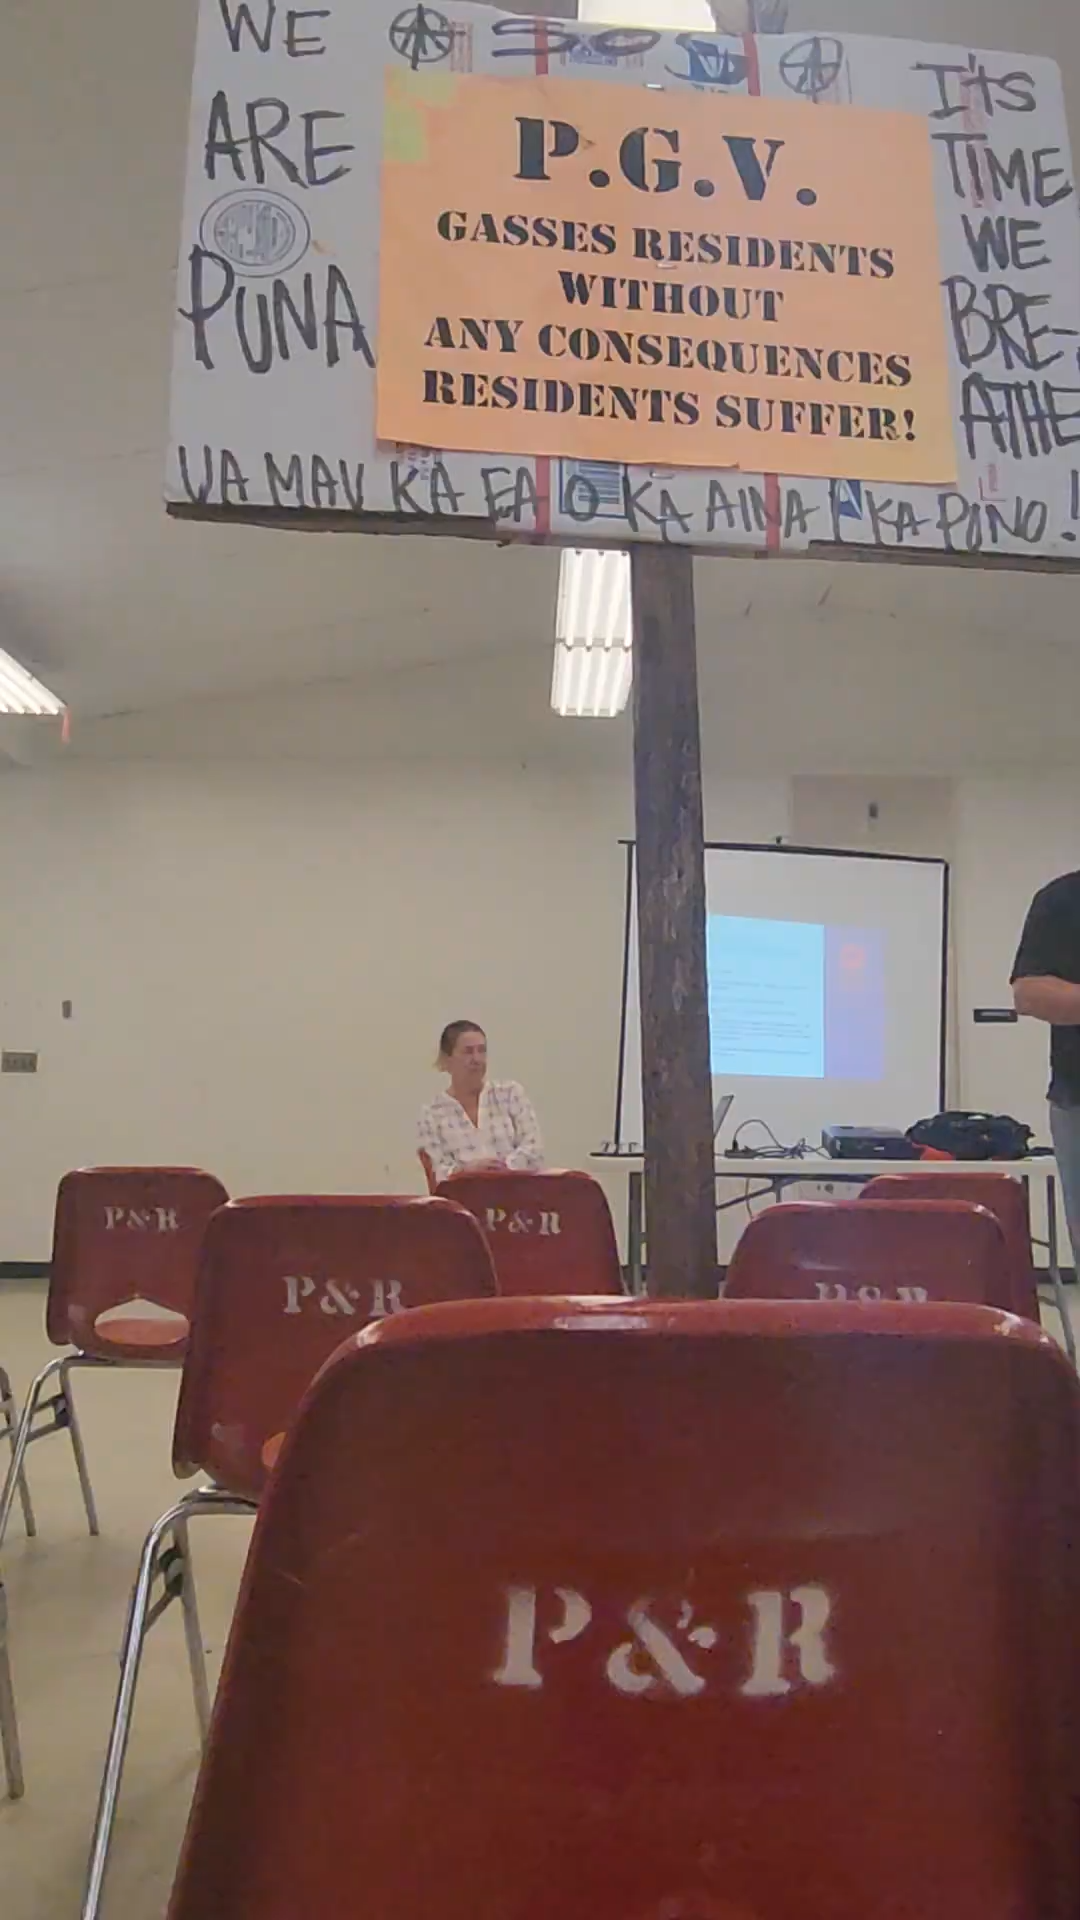 WE
ARE
PUNA
P.G.V.
GASSES RESIDENTS
WITHOUT
ANY CONSEQUENCES
RESIDENTS SUFFER!
ITS
TIME
WE
BRE-
ATHE
UA MAU KA EA O KA AINA I KA PONO!
P&R
P&R
P&R
P&R
P&R